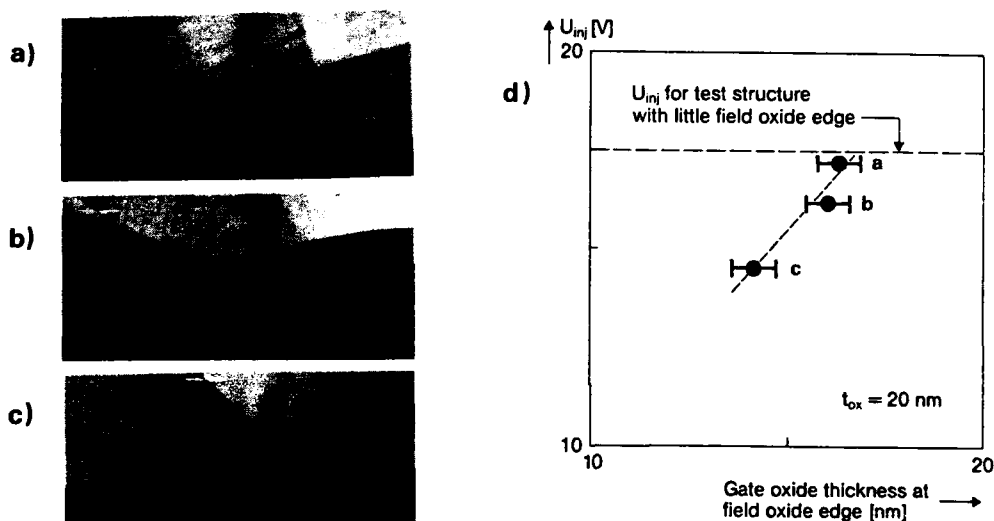 a)
b)
c)
d)
U_inj [V]
20
U_inj for test structure
with little field oxide edge
a
b
c
t_ox = 20 nm
10
10
20
Gate oxide thickness at
field oxide edge [nm]